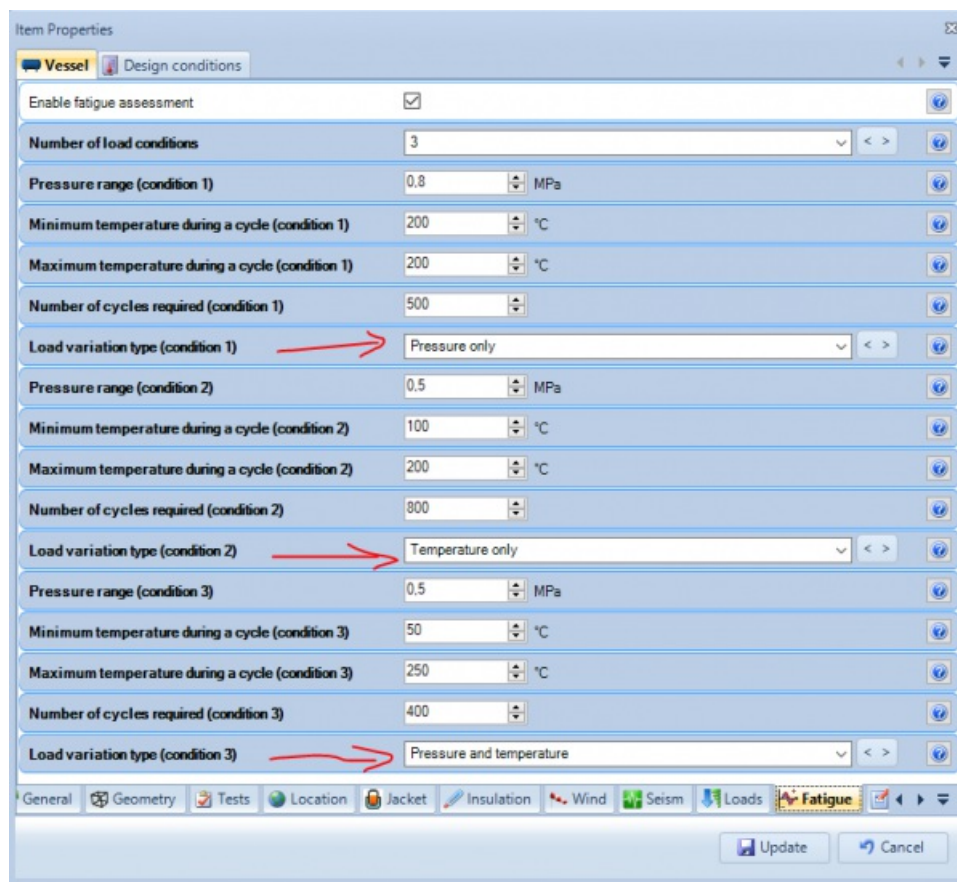 Item Properties
Vessel Design conditions
Enable fatigue assessment
Number of load conditions 3 < >
Pressure range (condition 1) 0,8 MPa
Minimum temperature during a cycle (condition 1) 200 °C
Maximum temperature during a cycle (condition 1) 200 °C
Number of cycles required (condition 1) 500
Load variation type (condition 1) Pressure only < >
Pressure range (condition 2) 0,5 MPa
Minimum temperature during a cycle (condition 2) 100 °C
Maximum temperature during a cycle (condition 2) 200 °C
Number of cycles required (condition 2) 800
Load variation type (condition 2) Temperature only < >
Pressure range (condition 3) 0,5 MPa
Minimum temperature during a cycle (condition 3) 50 °C
Maximum temperature during a cycle (condition 3) 250 °C
Number of cycles required (condition 3) 400
Load variation type (condition 3) Pressure and temperature < >
General Geometry Tests Location Jacket Insulation Wind Seism Loads Fatigue
Update Cancel